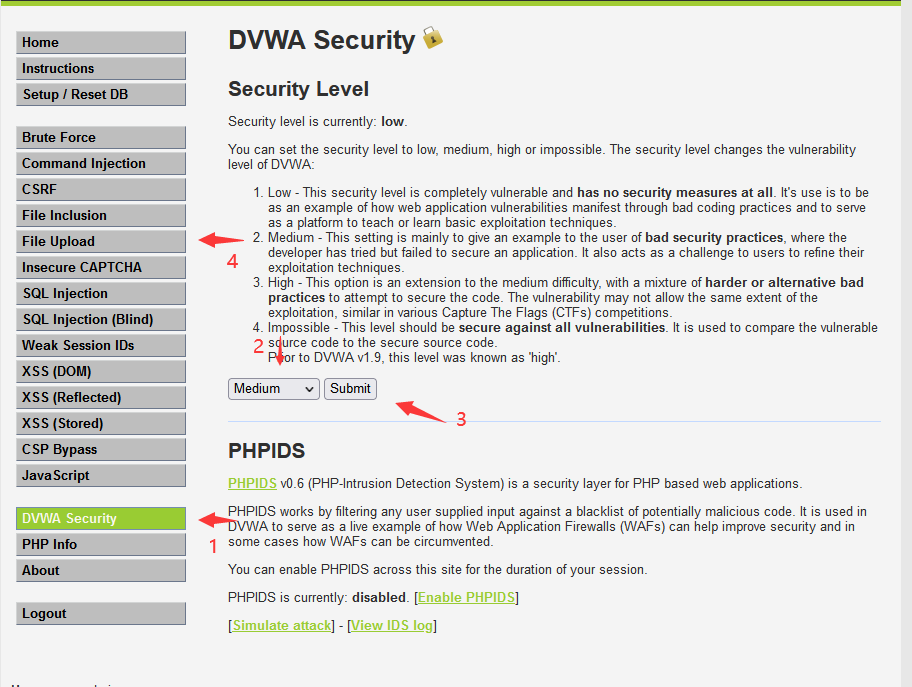 Home
Instructions
Setup / Reset DB
Brute Force
Command Injection
CSRF
File Inclusion
File Upload
Insecure CAPTCHA
SQL Injection
SQL Injection (Blind)
Weak Session IDs
XSS (DOM)
XSS (Reflected)
XSS (Stored)
CSP Bypass
JavaScript
DVWA Security
PHP Info
About
Logout
DVWA Security
Security Level
Security level is currently: low.
You can set the security level to low, medium, high or impossible. The security level changes the vulnerability
level of DVWA:
1. Low - This security level is completely vulnerable and has no security measures at all. It's use is to be
as an example of how web application vulnerabilities manifest through bad coding practices and to serve
as a platform to teach or learn basic exploitation techniques.
2. Medium - This setting is mainly to give an example to the user of bad security practices, where the
developer has tried but failed to secure an application. It also acts as a challenge to users to refine their
exploitation techniques.
3. High - This option is an extension to the medium difficulty, with a mixture of harder or alternative bad
practices to attempt to secure the code. The vulnerability may not allow the same extent of the
exploitation, similar in various Capture The Flags (CTFs) competitions.
4. Impossible - This level should be secure against all vulnerabilities. It is used to compare the vulnerable
source code to the secure source code.
Prior to DVWA v1.9, this level was known as 'high'.
Medium Submit
PHPIDS
PHPIDS v0.6 (PHP-Intrusion Detection System) is a security layer for PHP based web applications.
PHPIDS works by filtering any user supplied input against a blacklist of potentially malicious code. It is used in
DVWA to serve as a live example of how Web Application Firewalls (WAFs) can help improve security and in
some cases how WAFs can be circumvented.
You can enable PHPIDS across this site for the duration of your session.
PHPIDS is currently: disabled. [Enable PHPIDS]
[Simulate attack] - [View IDS log]
4
2
3
1